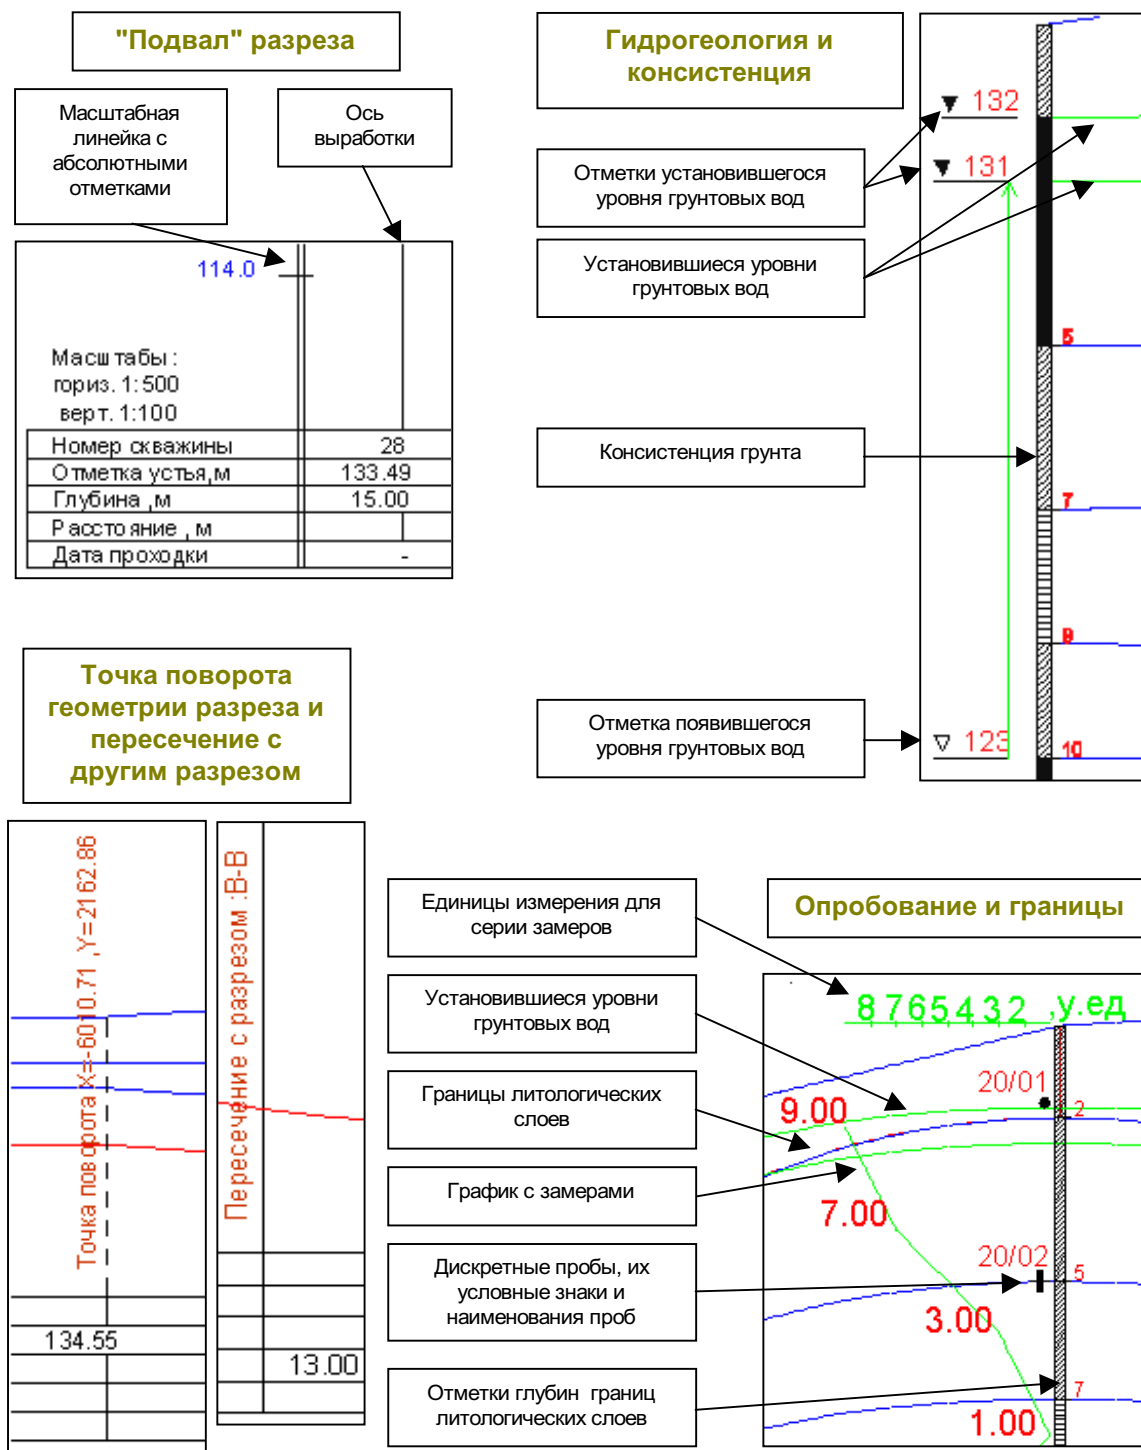 "Подвал" разреза
Масштабная
линейка с
абсолютными
отметками
Ось
выработки
114.0
Масштабы :
гориз. 1:500
верт. 1:100
Номер скважины 28
Отметка устья,м 133.49
Глубина ,м 15.00
Расстояние , м
Дата проходки -
Гидрогеология и
консистенция
Отметки установившегося
уровня грунтовых вод
Установившиеся уровни
грунтовых вод
Консистенция грунта
Отметка появившегося
уровня грунтовых вод
132
131
5
7
9
123
10
Точка поворота
геометрии разреза и
пересечение с
другим разрезом
Точка поворота X=-6010.71 ,Y=2162.86
134.55
Пересечение с разрезом :В-В
13.00
Единицы измерения для
серии замеров
Установившиеся уровни
грунтовых вод
Границы литологических
слоев
График с замерами
Дискретные пробы, их
условные знаки и
наименования проб
Отметки глубин границ
литологических слоев
Опробование и границы
8 7 6 5 4 3 2 ,у.ед
20/01
9.00
2
7.00
20/02
5
3.00
7
1.00